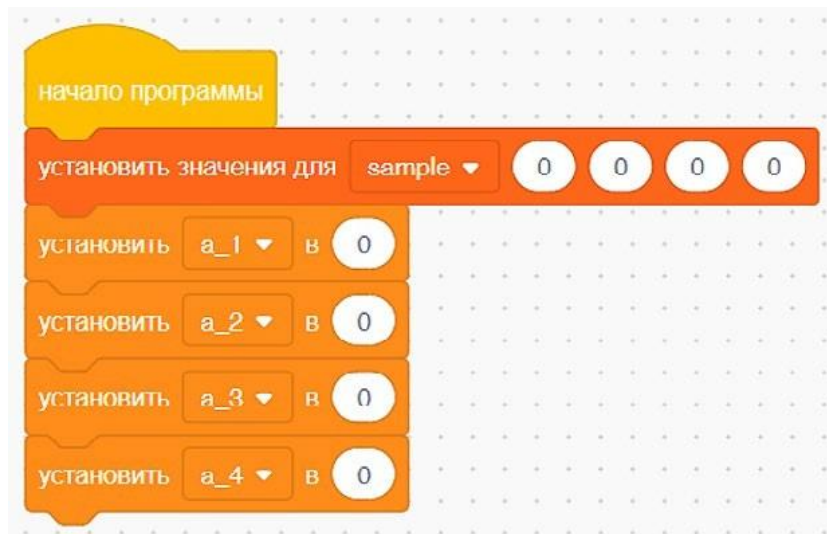 начало программы
установить значения для sample 0 0 0 0
установить a_1 в 0
установить a_2 в 0
установить a_3 в 0
установить a_4 в 0